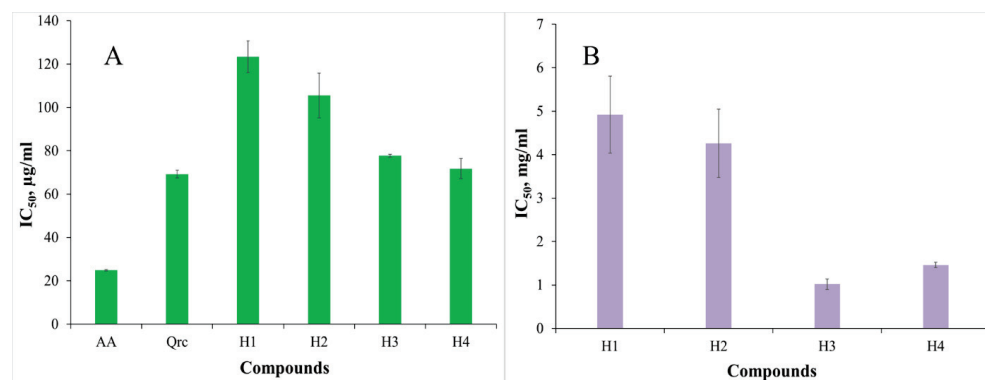 A
IC50, µg/ml
140
120
100
80
60
40
20
0
AA Qrc H1 H2 H3 H4
Compounds
B
IC50, mg/ml
7
6
5
4
3
2
1
0
H1 H2 H3 H4
Compounds